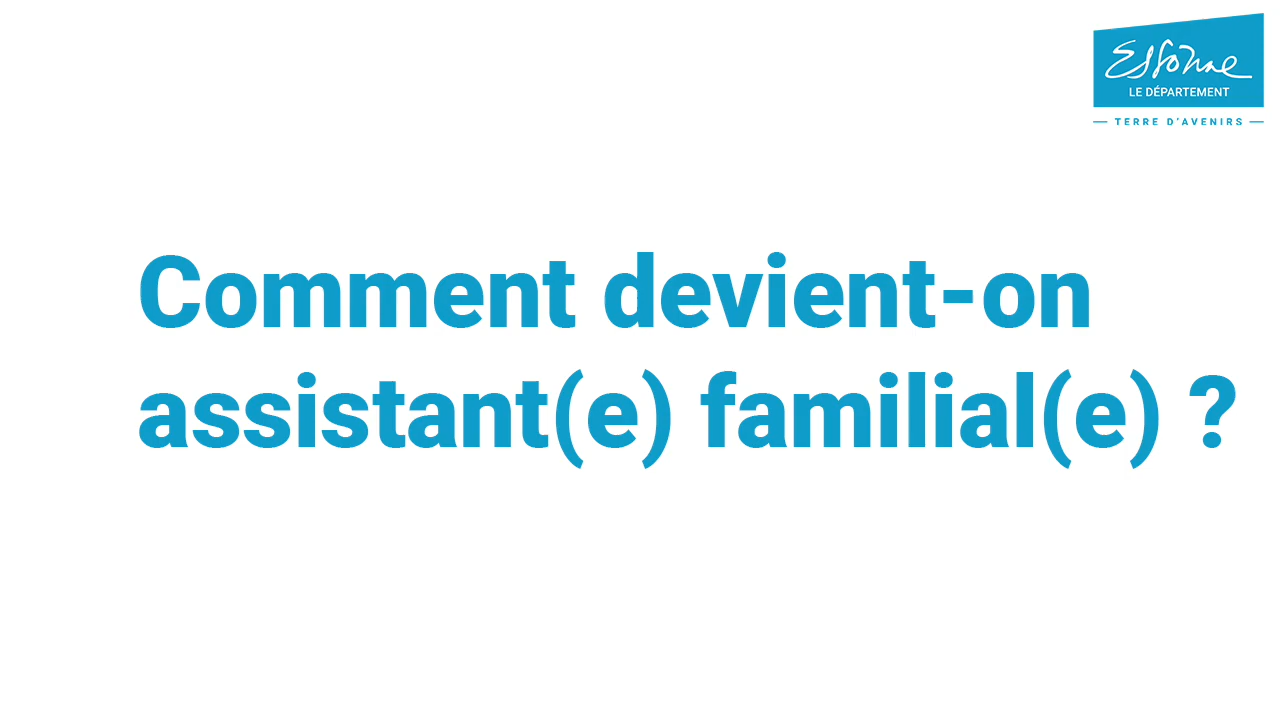 Essonne
LE DÉPARTEMENT
TERRE D'AVENIRS
Comment devient-on
assistant(e) familial(e) ?